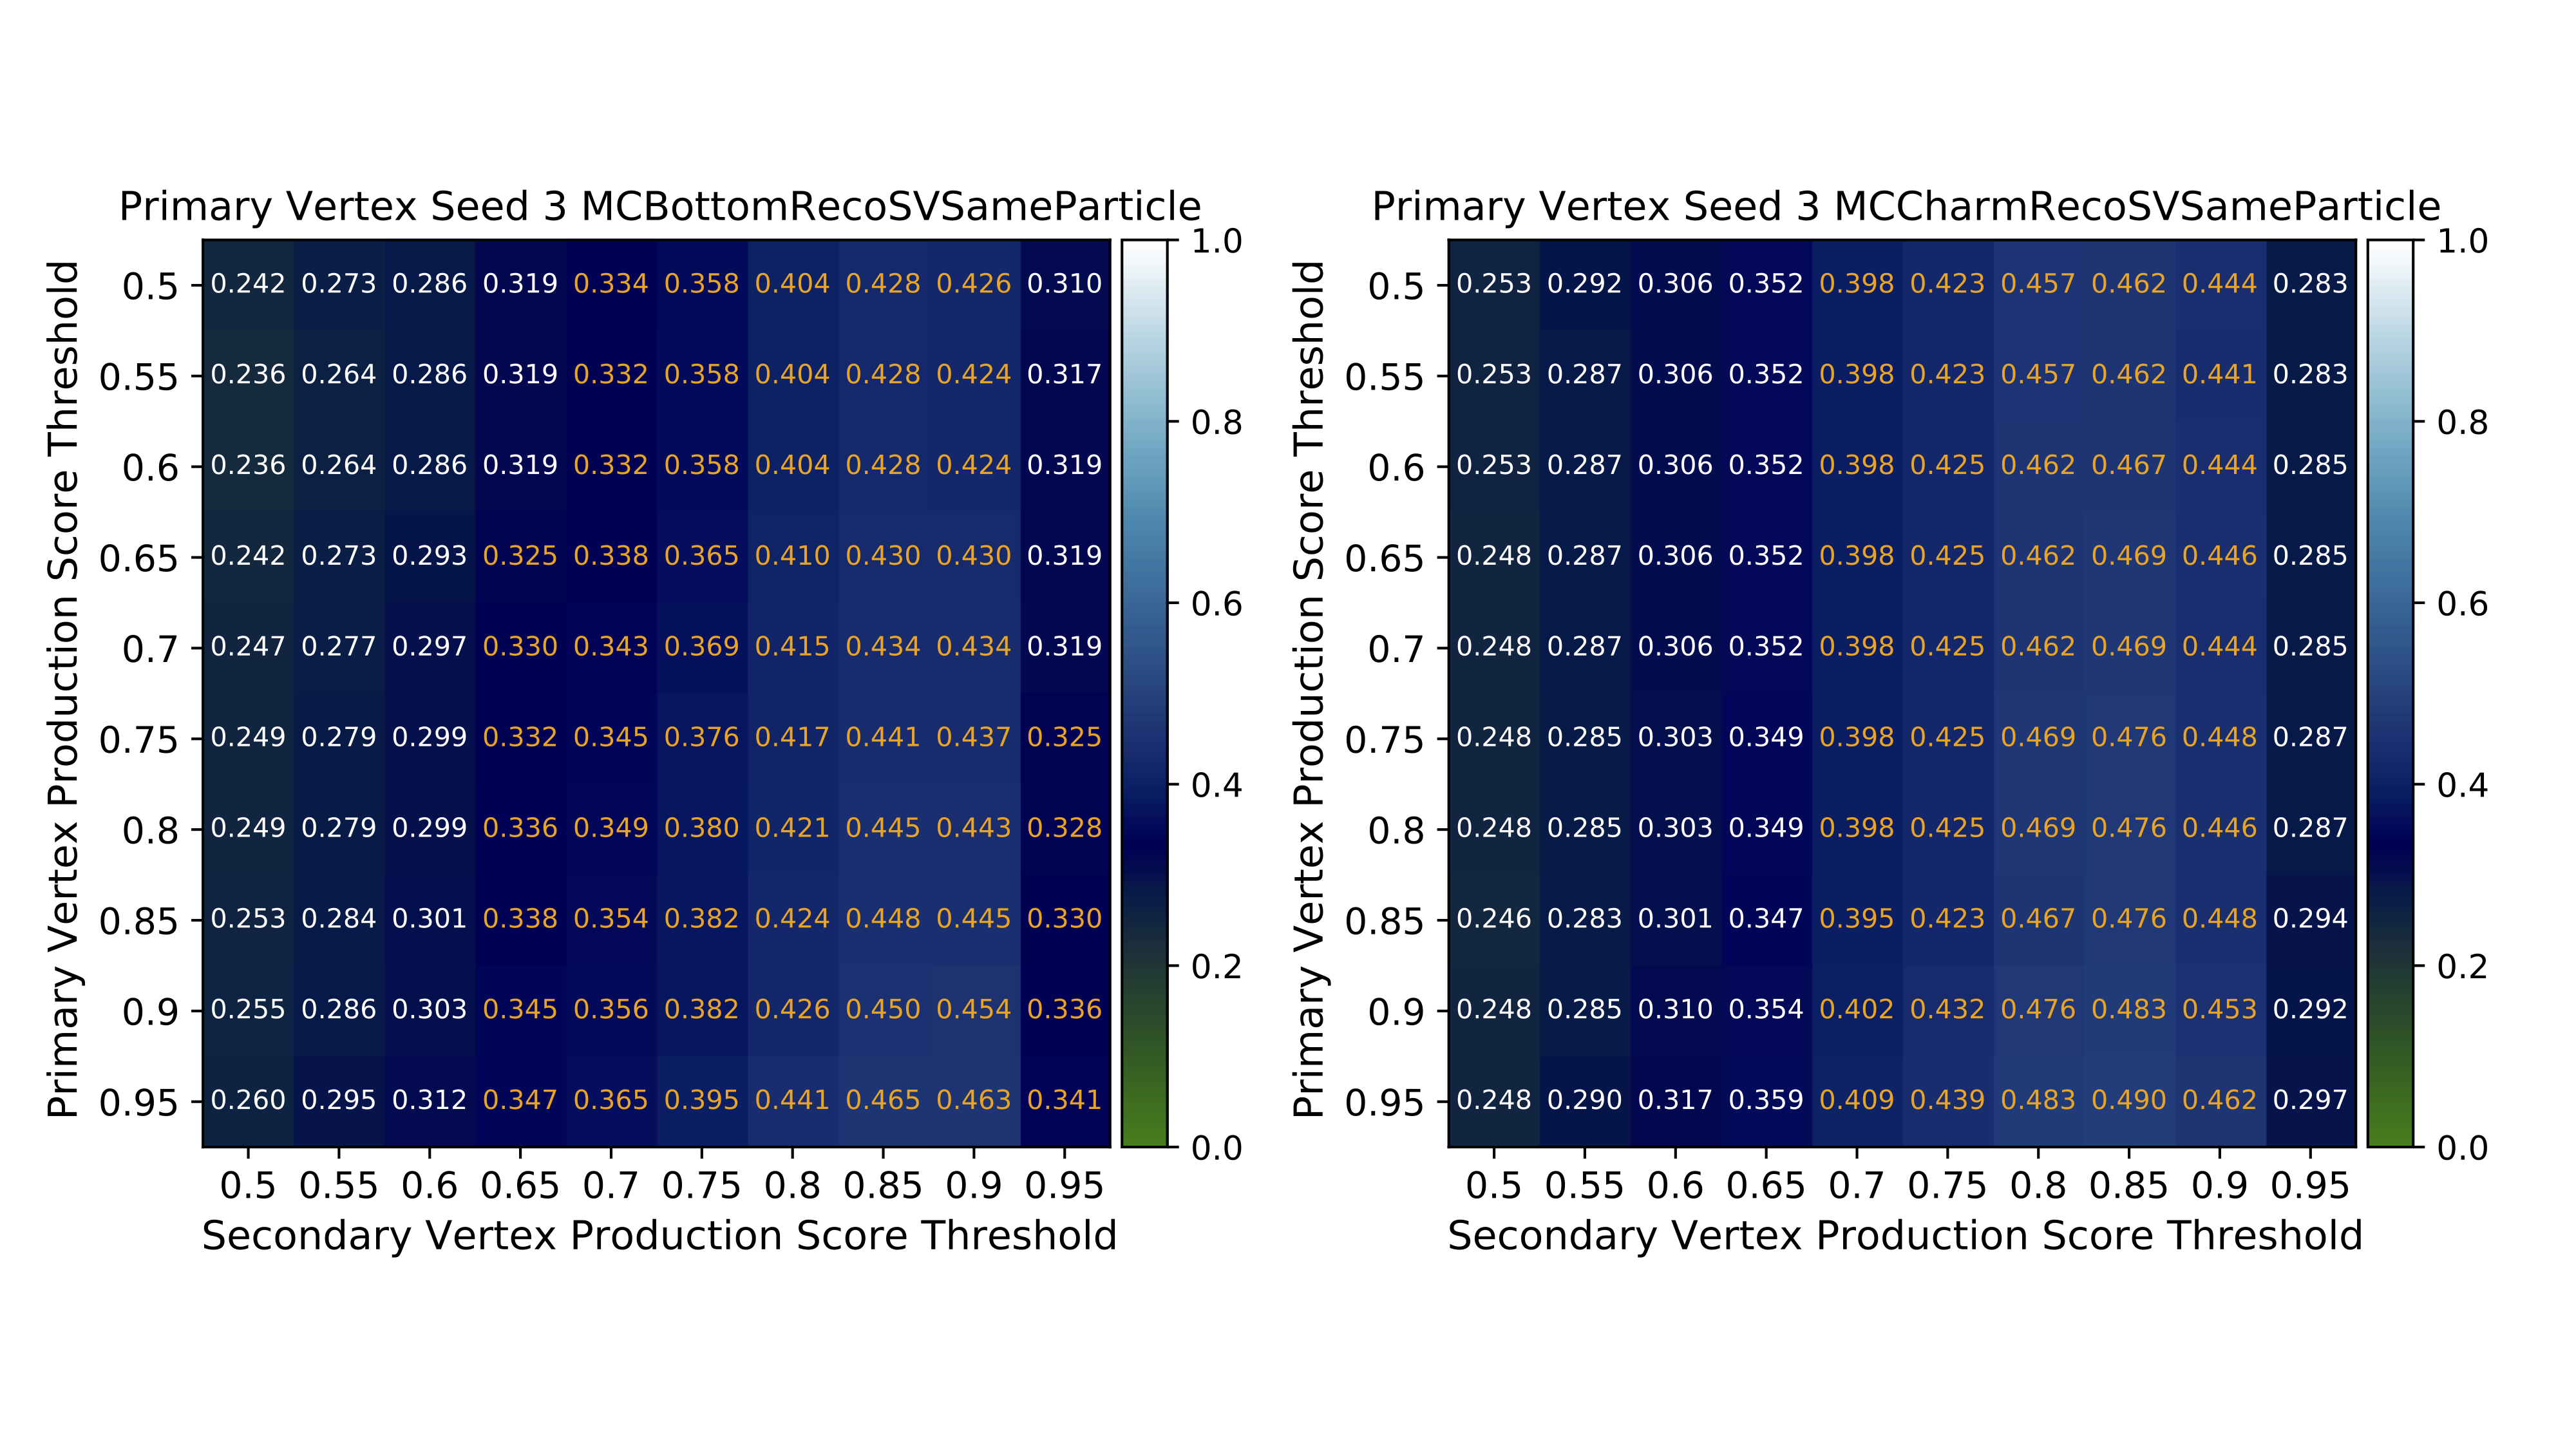 Primary Vertex Seed 3 MCBottomRecoSVSameParticle
Primary Vertex Production Score Threshold
0.5 0.242 0.273 0.286 0.319 0.334 0.358 0.404 0.428 0.426 0.310
0.55 0.236 0.264 0.286 0.319 0.332 0.358 0.404 0.428 0.424 0.317
0.6 0.236 0.264 0.286 0.319 0.332 0.358 0.404 0.428 0.424 0.319
0.65 0.242 0.273 0.293 0.325 0.338 0.365 0.410 0.430 0.430 0.319
0.7 0.247 0.277 0.297 0.330 0.343 0.369 0.415 0.434 0.434 0.319
0.75 0.249 0.279 0.299 0.332 0.345 0.376 0.417 0.441 0.437 0.325
0.8 0.249 0.279 0.299 0.336 0.349 0.380 0.421 0.445 0.443 0.328
0.85 0.253 0.284 0.301 0.338 0.354 0.382 0.424 0.448 0.445 0.330
0.9 0.255 0.286 0.303 0.345 0.356 0.382 0.426 0.450 0.454 0.336
0.95 0.260 0.295 0.312 0.347 0.365 0.395 0.441 0.465 0.463 0.341
0.5 0.55 0.6 0.65 0.7 0.75 0.8 0.85 0.9 0.95
Secondary Vertex Production Score Threshold
1.0
0.8
0.6
0.4
0.2
0.0
Primary Vertex Seed 3 MCCharmRecoSVSameParticle
Primary Vertex Production Score Threshold
0.5 0.253 0.292 0.306 0.352 0.398 0.423 0.457 0.462 0.444 0.283
0.55 0.253 0.287 0.306 0.352 0.398 0.423 0.457 0.462 0.441 0.283
0.6 0.253 0.287 0.306 0.352 0.398 0.425 0.462 0.467 0.444 0.285
0.65 0.248 0.287 0.306 0.352 0.398 0.425 0.462 0.469 0.446 0.285
0.7 0.248 0.287 0.306 0.352 0.398 0.425 0.462 0.469 0.444 0.285
0.75 0.248 0.285 0.303 0.349 0.398 0.425 0.469 0.476 0.448 0.287
0.8 0.248 0.285 0.303 0.349 0.398 0.425 0.469 0.476 0.446 0.287
0.85 0.246 0.283 0.301 0.347 0.395 0.423 0.467 0.476 0.448 0.294
0.9 0.248 0.285 0.310 0.354 0.402 0.432 0.476 0.483 0.453 0.292
0.95 0.248 0.290 0.317 0.359 0.409 0.439 0.483 0.490 0.462 0.297
0.5 0.55 0.6 0.65 0.7 0.75 0.8 0.85 0.9 0.95
Secondary Vertex Production Score Threshold
1.0
0.8
0.6
0.4
0.2
0.0